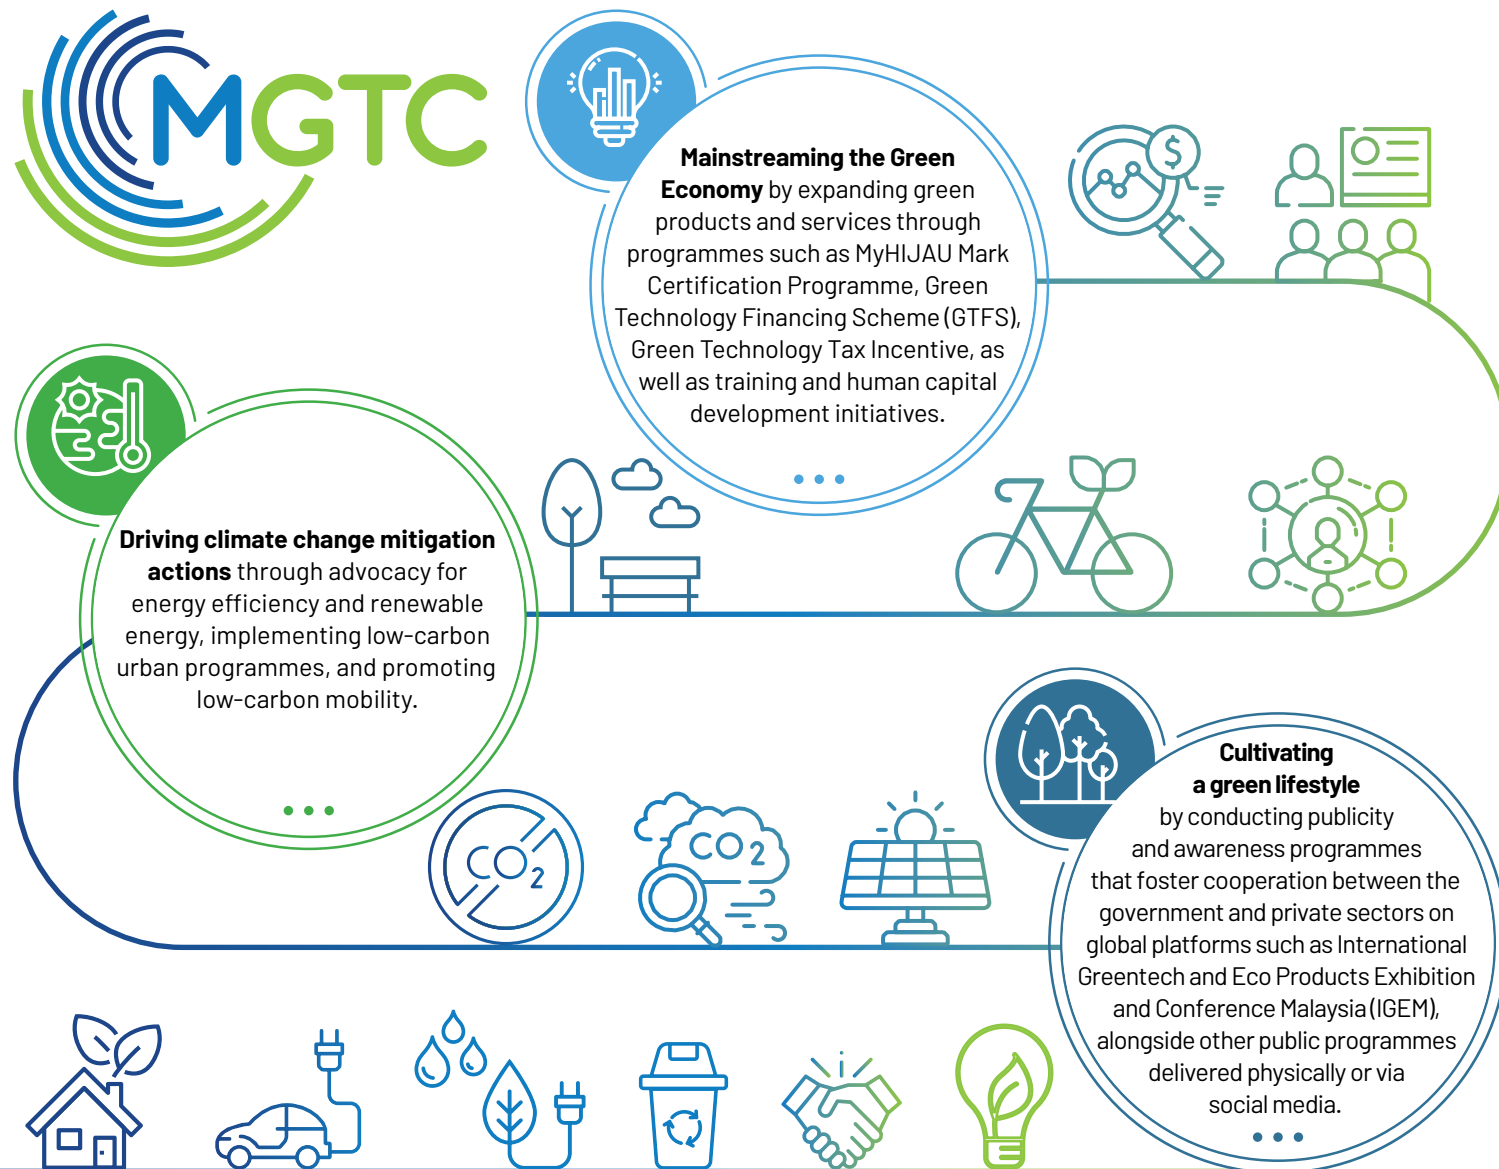 MGTC
Mainstreaming the Green
Economy by expanding green
products and services through
programmes such as MyHIJAU Mark
Certification Programme, Green
Technology Financing Scheme (GTFS),
Green Technology Tax Incentive, as
well as training and human capital
development initiatives.
$
Driving climate change mitigation
actions through advocacy for
energy efficiency and renewable
energy, implementing low-carbon
urban programmes, and promoting
low-carbon mobility.
CO2
CO2
Cultivating
a green lifestyle
by conducting publicity
and awareness programmes
that foster cooperation between the
government and private sectors on
global platforms such as International
Greentech and Eco Products Exhibition
and Conference Malaysia (IGEM),
alongside other public programmes
delivered physically or via
social media.